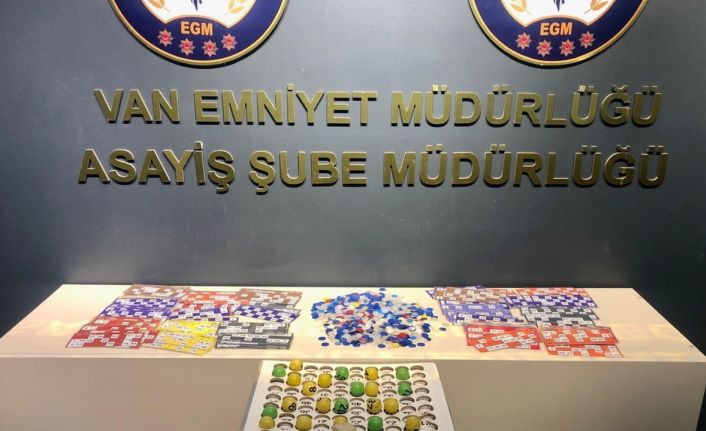 EGM
EGM
VAN EMNİYET MÜDÜRLÜĞÜ
ASAYİŞ ŞUBE MÜDÜRLÜĞÜ